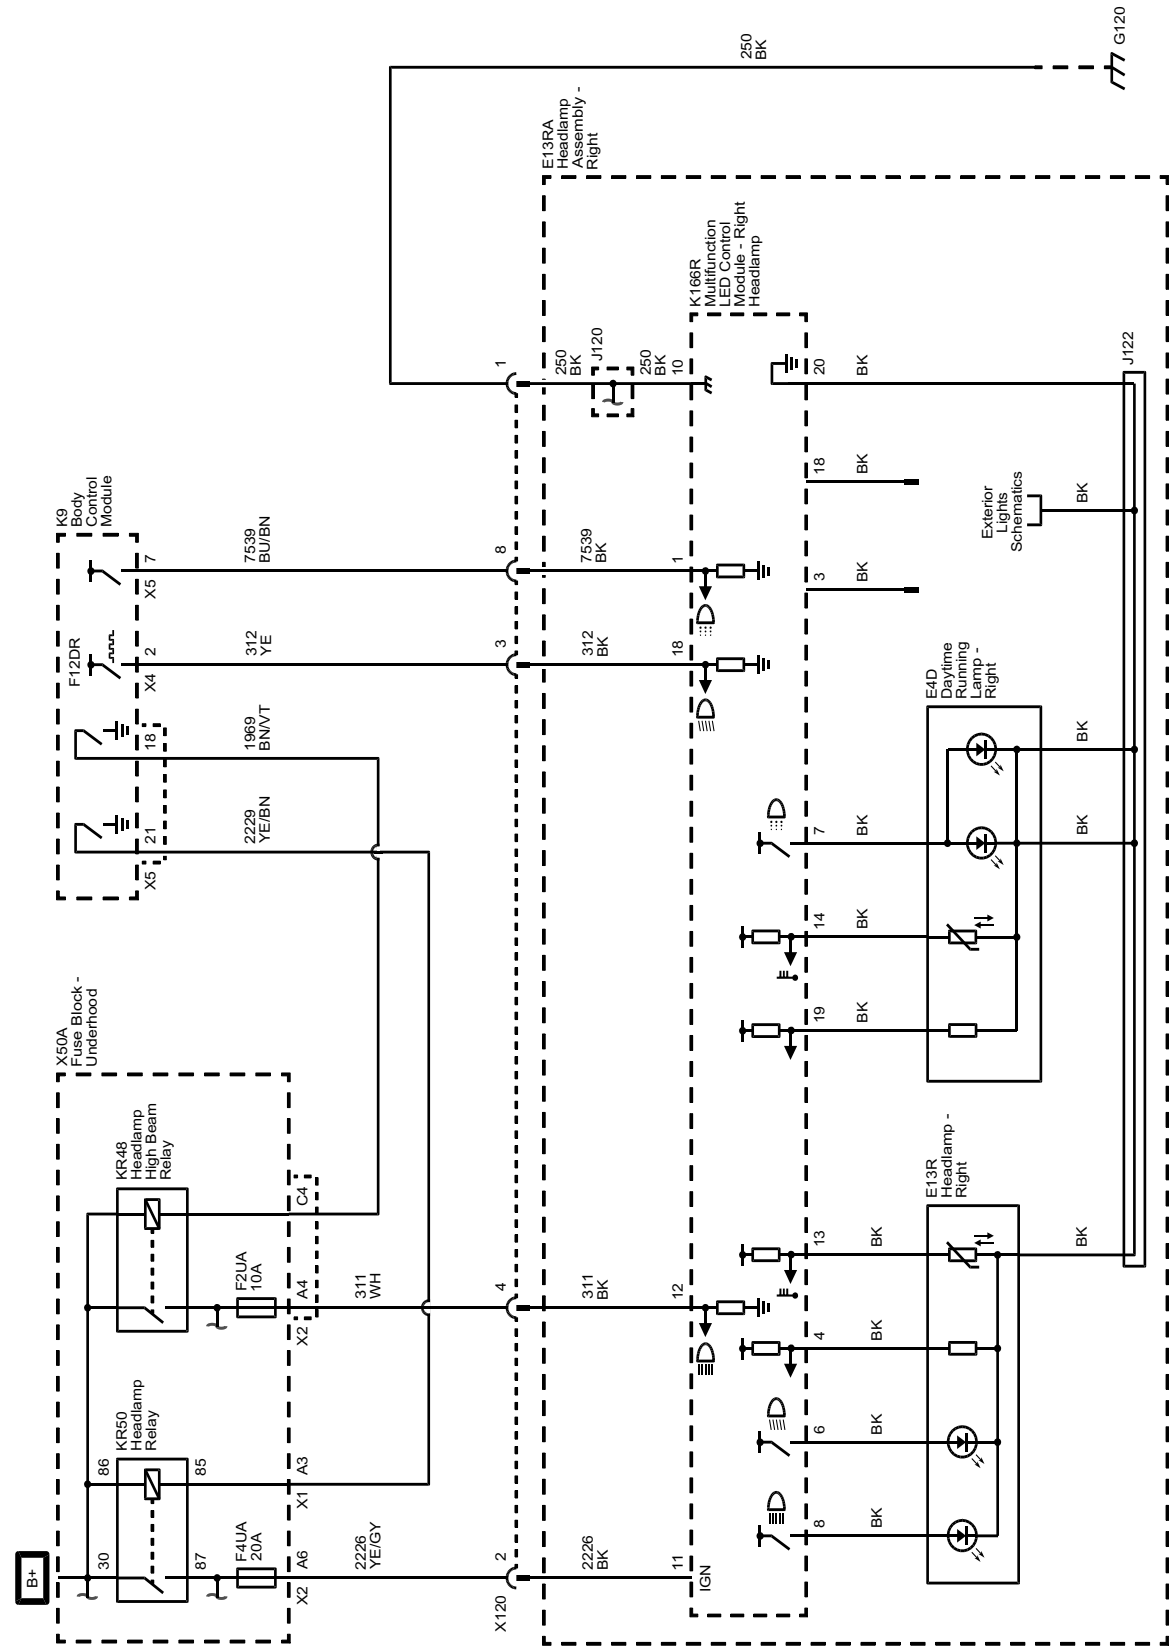 B+
X50A
Fuse Block -
Underhood
KR50
Headlamp
Relay
30
86
87
85
F4UA
20A
X2
A6
X1
A3
2226
YE/GY
KR48
Headlamp
High Beam
Relay
F2UA
10A
X2
A4
C4
311
WH
K9
Body
Control
Module
F12DR
X5
21
18
X4
2
X5
7
2229
YE/BN
1969
BN/VT
312
YE
7539
BU/BN
X120
2
4
3
8
1
250
BK
G120
E13RA
Headlamp
Assembly -
Right
2226
BK
311
BK
312
BK
7539
BK
250
BK
J120
250
BK
11
12
18
1
10
IGN
K166R
Multifunction
LED Control
Module - Right
Headlamp
8
6
4
13
19
14
7
3
18
20
BK
BK
BK
BK
BK
BK
BK
BK
BK
BK
E13R
Headlamp -
Right
E4D
Daytime
Running
Lamp -
Right
Exterior
Lights
Schematics
BK
BK
BK
BK
J122